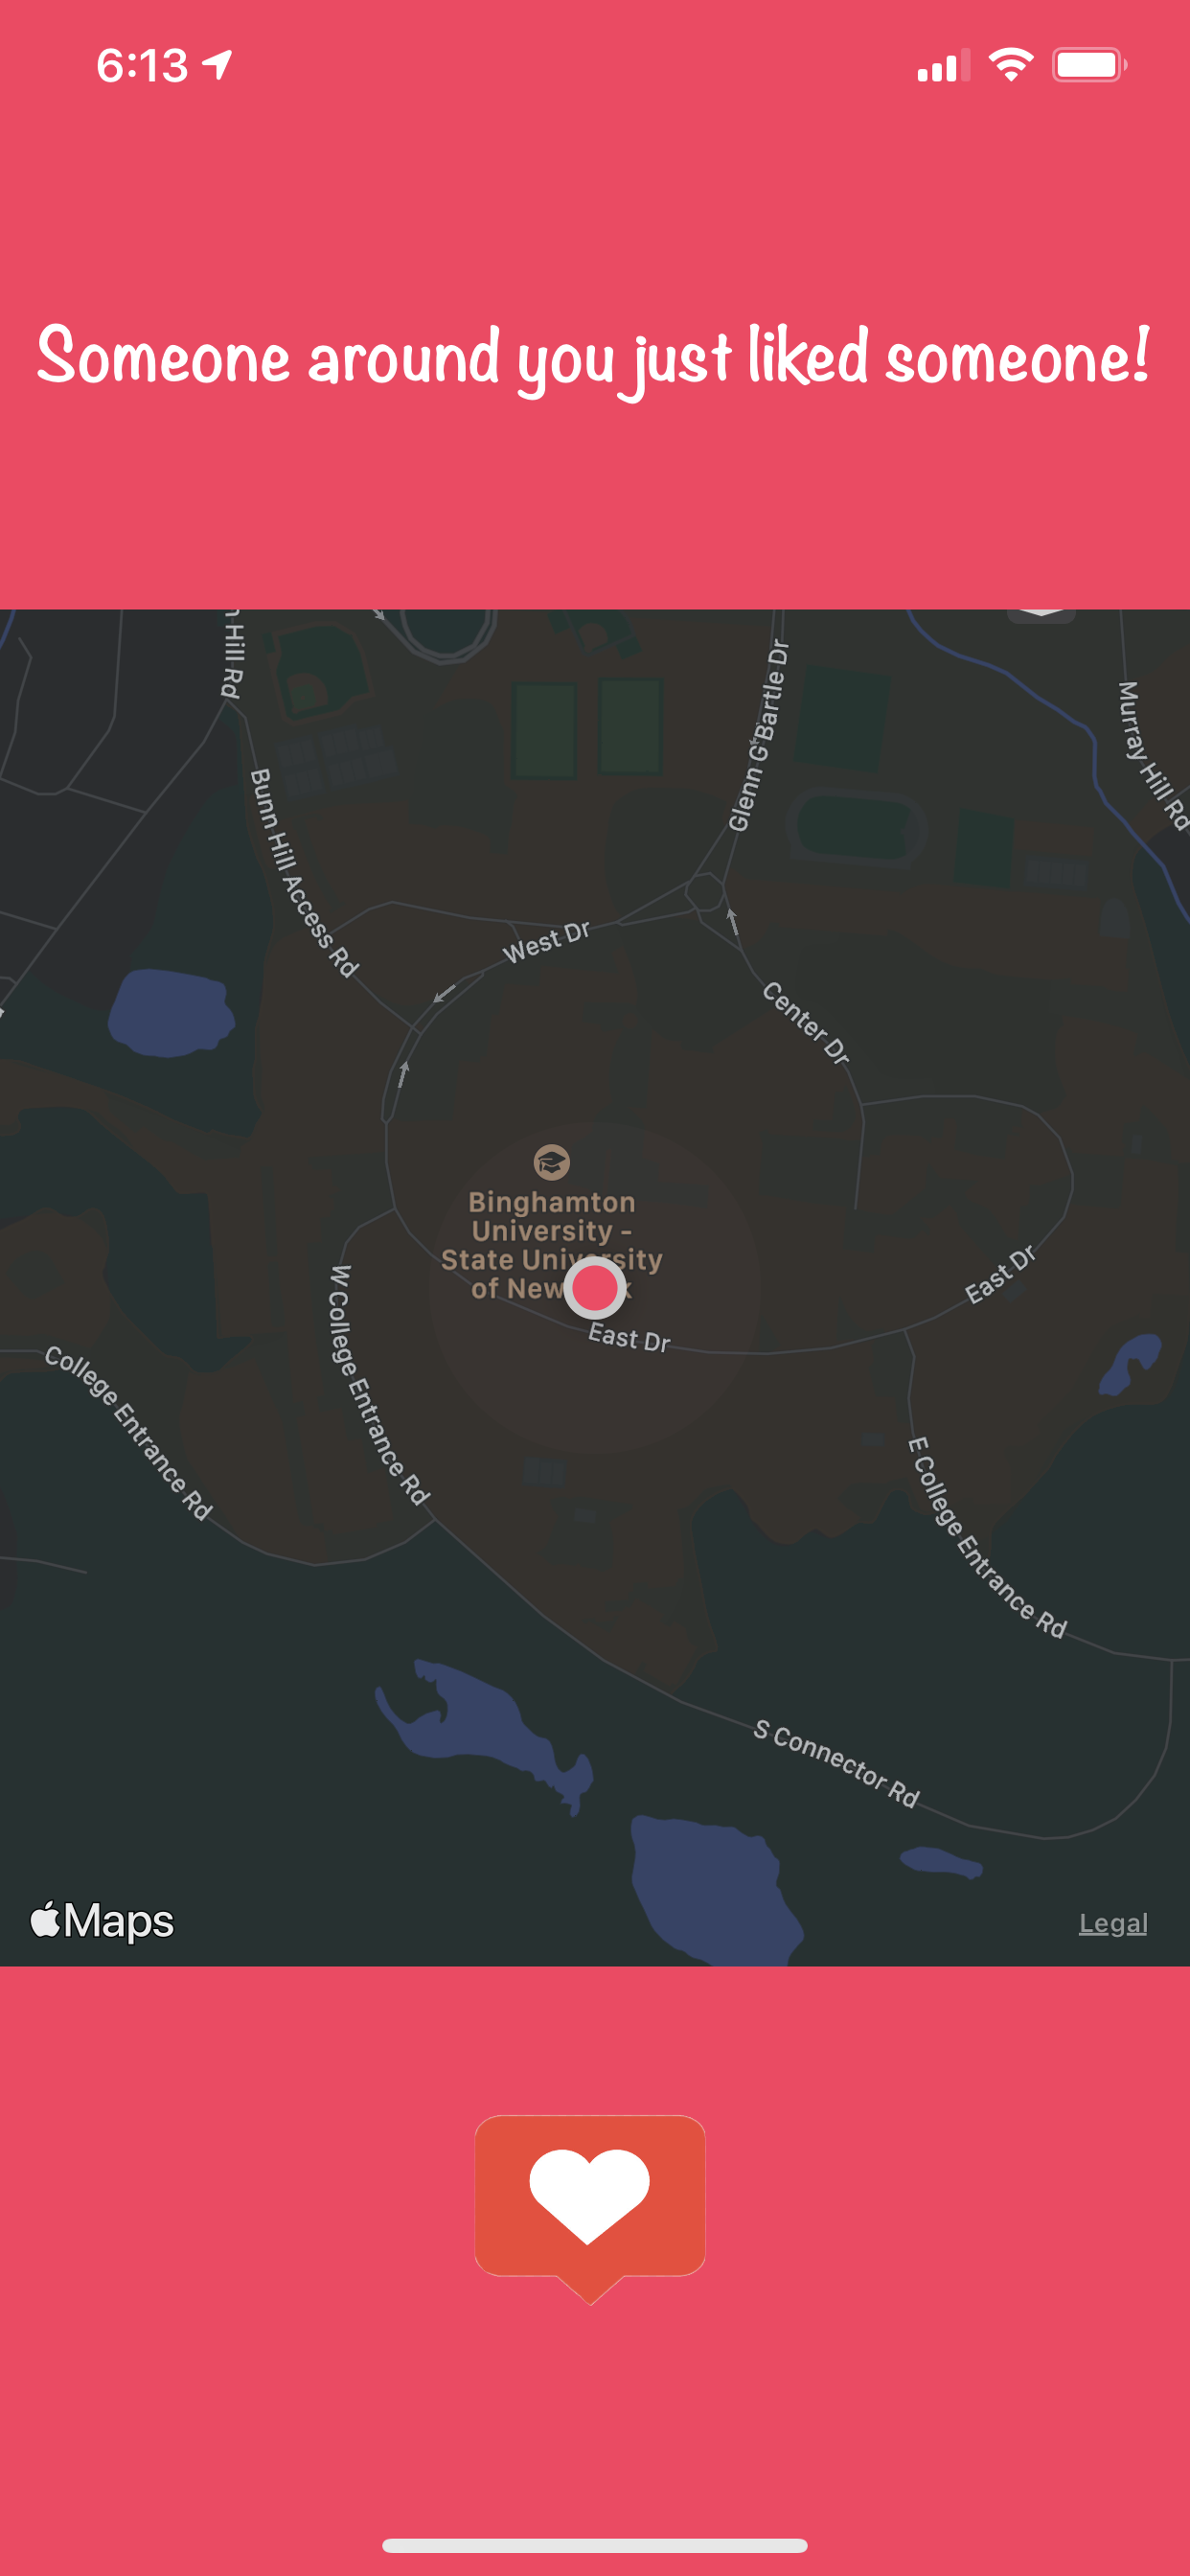 6:13
Someone around you just liked someone!
Hill Rd
Glenn G Bartle Dr
Murray Hill Rd
Bunn Hill Access Rd
West Dr
Center Dr
Binghamton
University -
State University
of New
East Dr
East Dr
W College Entrance Rd
College Entrance Rd
E College Entrance Rd
S Connector Rd
Maps
Legal